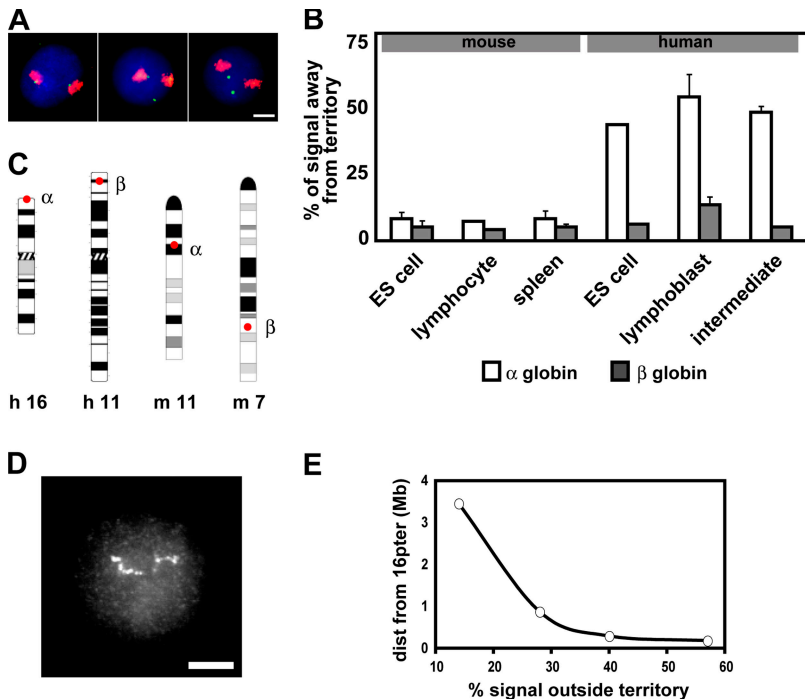 A
B
75
50
25
0
% of signal away
from territory
mouse
human
ES cell
lymphocyte
spleen
ES cell
lymphoblast
intermediate
α globin
β globin
C
α
β
α
β
h 16
h 11
m 11
m 7
D
E
4
3
2
1
0
dist from 16pter (Mb)
10
20
30
40
50
60
% signal outside territory